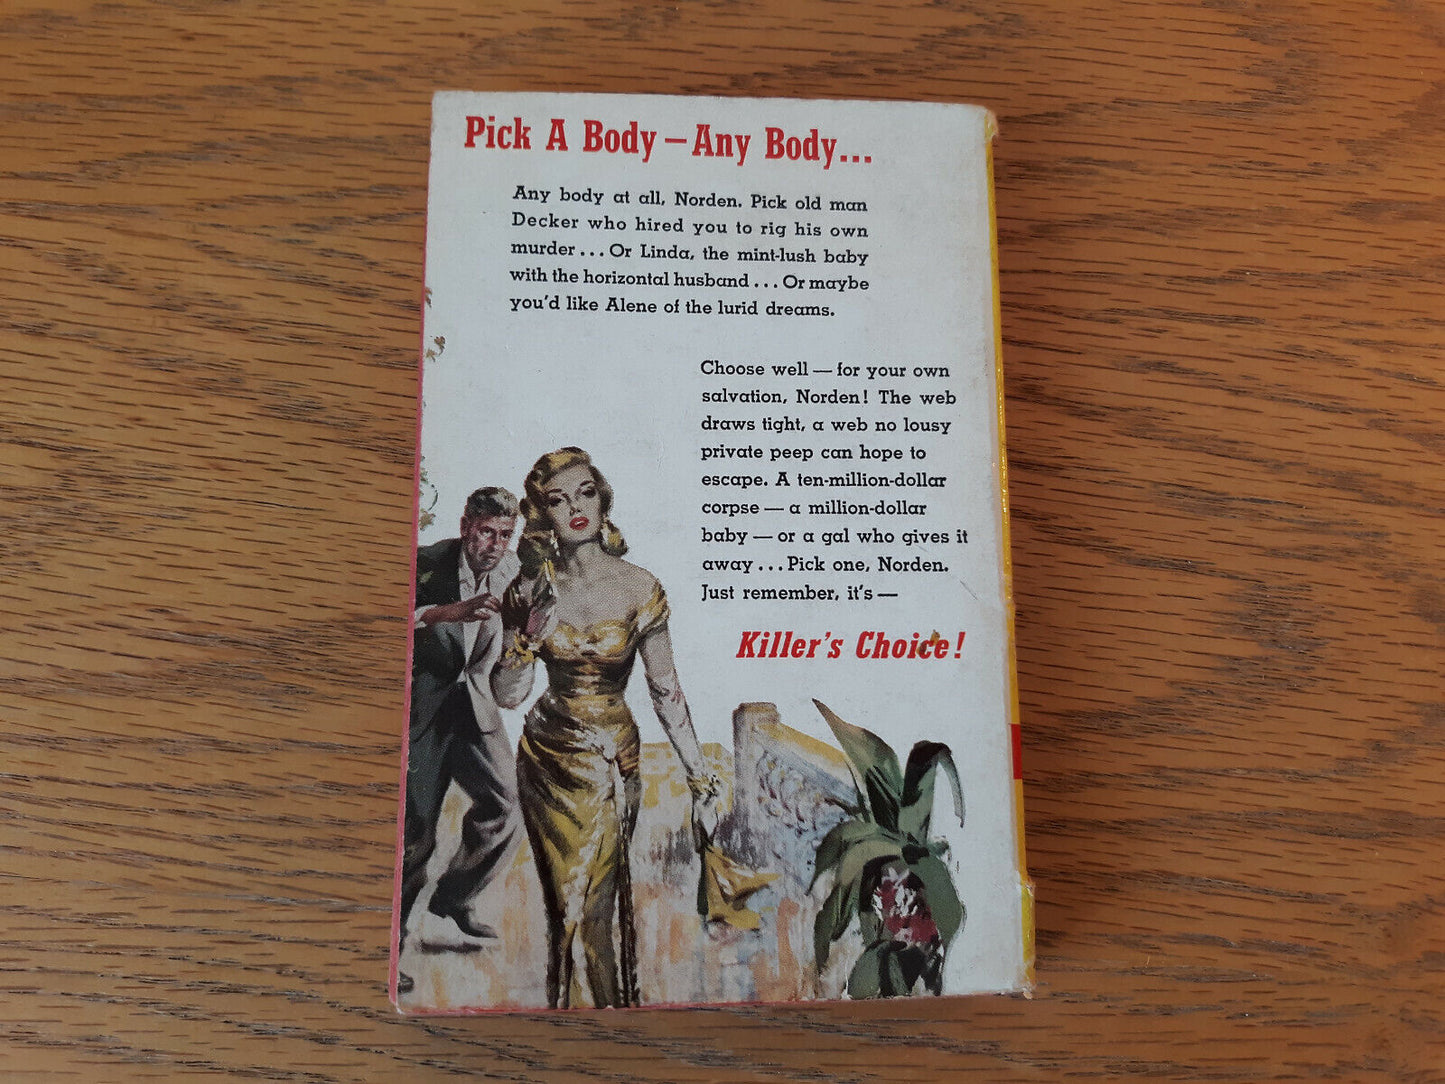 Pick A Body — Any Body...
Any body at all, Norden. Pick old man
Decker who hired you to rig his own
murder ... Or Linda, the mint-lush baby
with the horizontal husband ... Or maybe
you'd like Alene of the lurid dreams.
Choose well — for your own
salvation, Norden! The web
draws tight, a web no lousy
private peep can hope to
escape. A ten-million-dollar
corpse — a million-dollar
baby — or a gal who gives it
away ... Pick one, Norden.
Just remember, it's —
Killer's Choice!